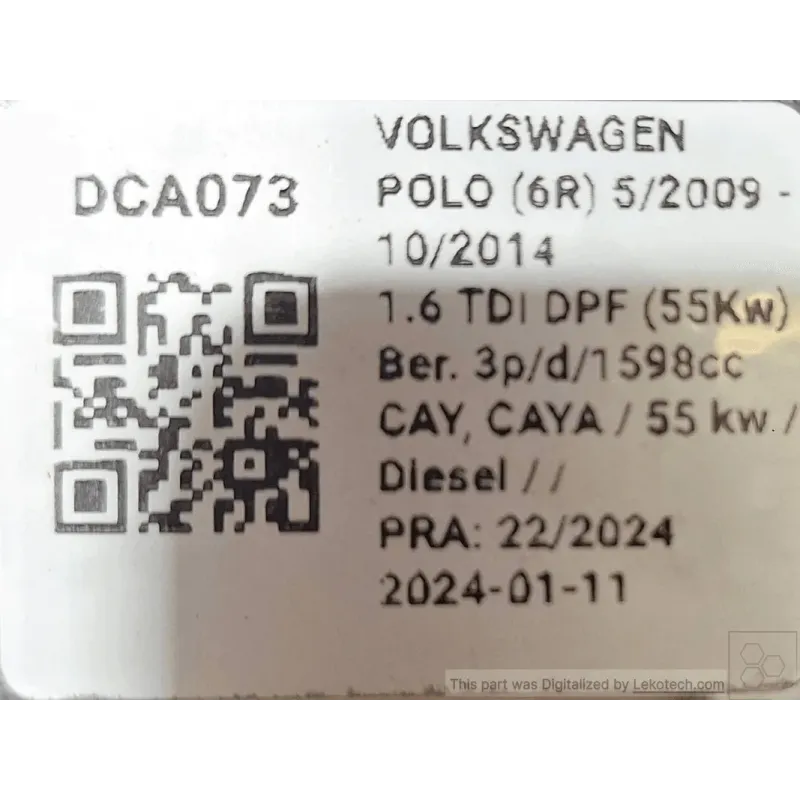 DCA073
VOLKSWAGEN
POLO (6R) 5/2009 -
10/2014
1.6 TDI DPF (55Kw)
Ber. 3p/d/1598cc
CAY, CAYA / 55 kw /
Diesel / /
PRA: 22/2024
2024-01-11
This part was Digitalized by Lekotech.com